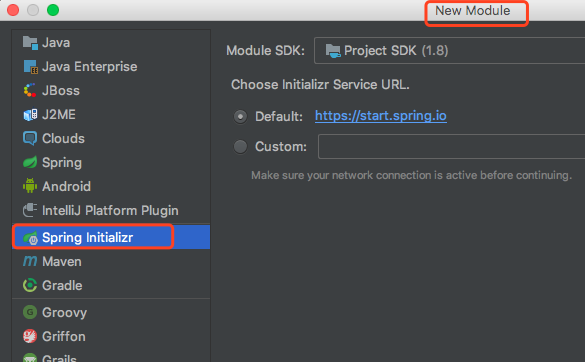 New Module
Java
Java Enterprise
JBoss
J2ME
Clouds
Spring
Android
IntelliJ Platform Plugin
Spring Initializr
Maven
Gradle
Groovy
Griffon
Grails
Module SDK: Project SDK (1.8)
Choose Initializr Service URL.
Default: https://start.spring.io
Custom:
Make sure your network connection is active before continuing.